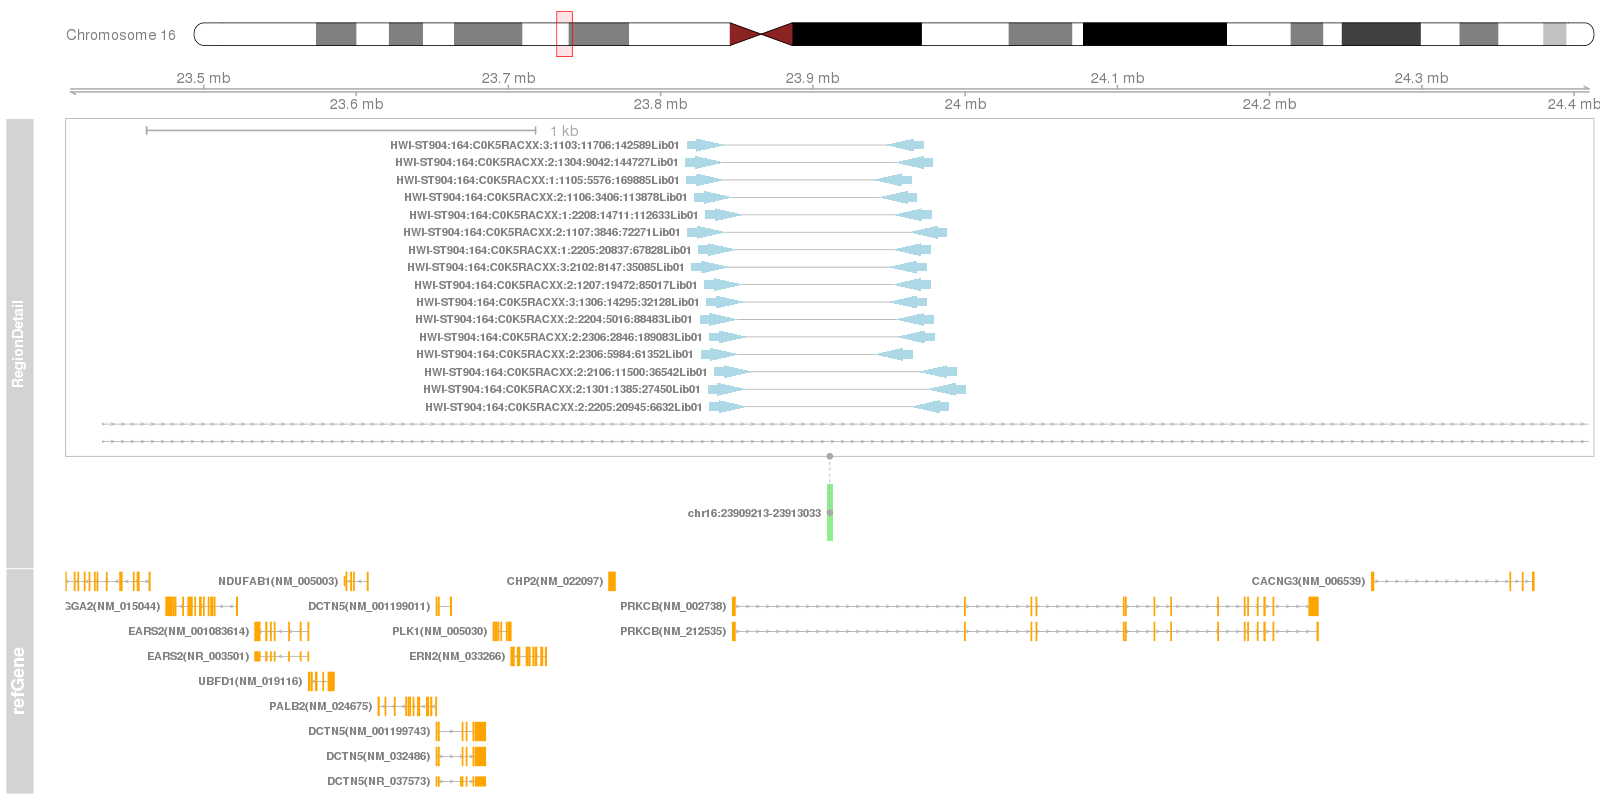 Chromosome 16
23.5 mb 23.7 mb 23.9 mb 24.1 mb 24.3 mb
23.6 mb 23.8 mb 24 mb 24.2 mb 24.4 mb
RegionDetail
1 kb
HWI-ST904:164:C0K5RACXX:3:1103:11706:142589Lib01
HWI-ST904:164:C0K5RACXX:2:1304:9042:144727Lib01
HWI-ST904:164:C0K5RACXX:1:1105:5576:169885Lib01
HWI-ST904:164:C0K5RACXX:2:1106:3406:113878Lib01
HWI-ST904:164:C0K5RACXX:1:2208:14711:112633Lib01
HWI-ST904:164:C0K5RACXX:2:1107:3846:72271Lib01
HWI-ST904:164:C0K5RACXX:1:2205:20837:67828Lib01
HWI-ST904:164:C0K5RACXX:3:2102:8147:35085Lib01
HWI-ST904:164:C0K5RACXX:2:1207:19472:85017Lib01
HWI-ST904:164:C0K5RACXX:3:1306:14295:32128Lib01
HWI-ST904:164:C0K5RACXX:2:2204:5016:88483Lib01
HWI-ST904:164:C0K5RACXX:2:2306:2846:189083Lib01
HWI-ST904:164:C0K5RACXX:2:2306:5984:61352Lib01
HWI-ST904:164:C0K5RACXX:2:2106:11500:36542Lib01
HWI-ST904:164:C0K5RACXX:2:1301:1385:27450Lib01
HWI-ST904:164:C0K5RACXX:2:2205:20945:6632Lib01
chr16:23909213-23913033
refGene
NDUFAB1(NM_005003) CHP2(NM_022097) CACNG3(NM_006539)
GGA2(NM_015044) DCTN5(NM_001199011) PRKCB(NM_002738)
EARS2(NM_001083614) PLK1(NM_005030) PRKCB(NM_212535)
EARS2(NR_003501) ERN2(NM_033266)
UBFD1(NM_019116)
PALB2(NM_024675)
DCTN5(NM_001199743)
DCTN5(NM_032486)
DCTN5(NR_037573)